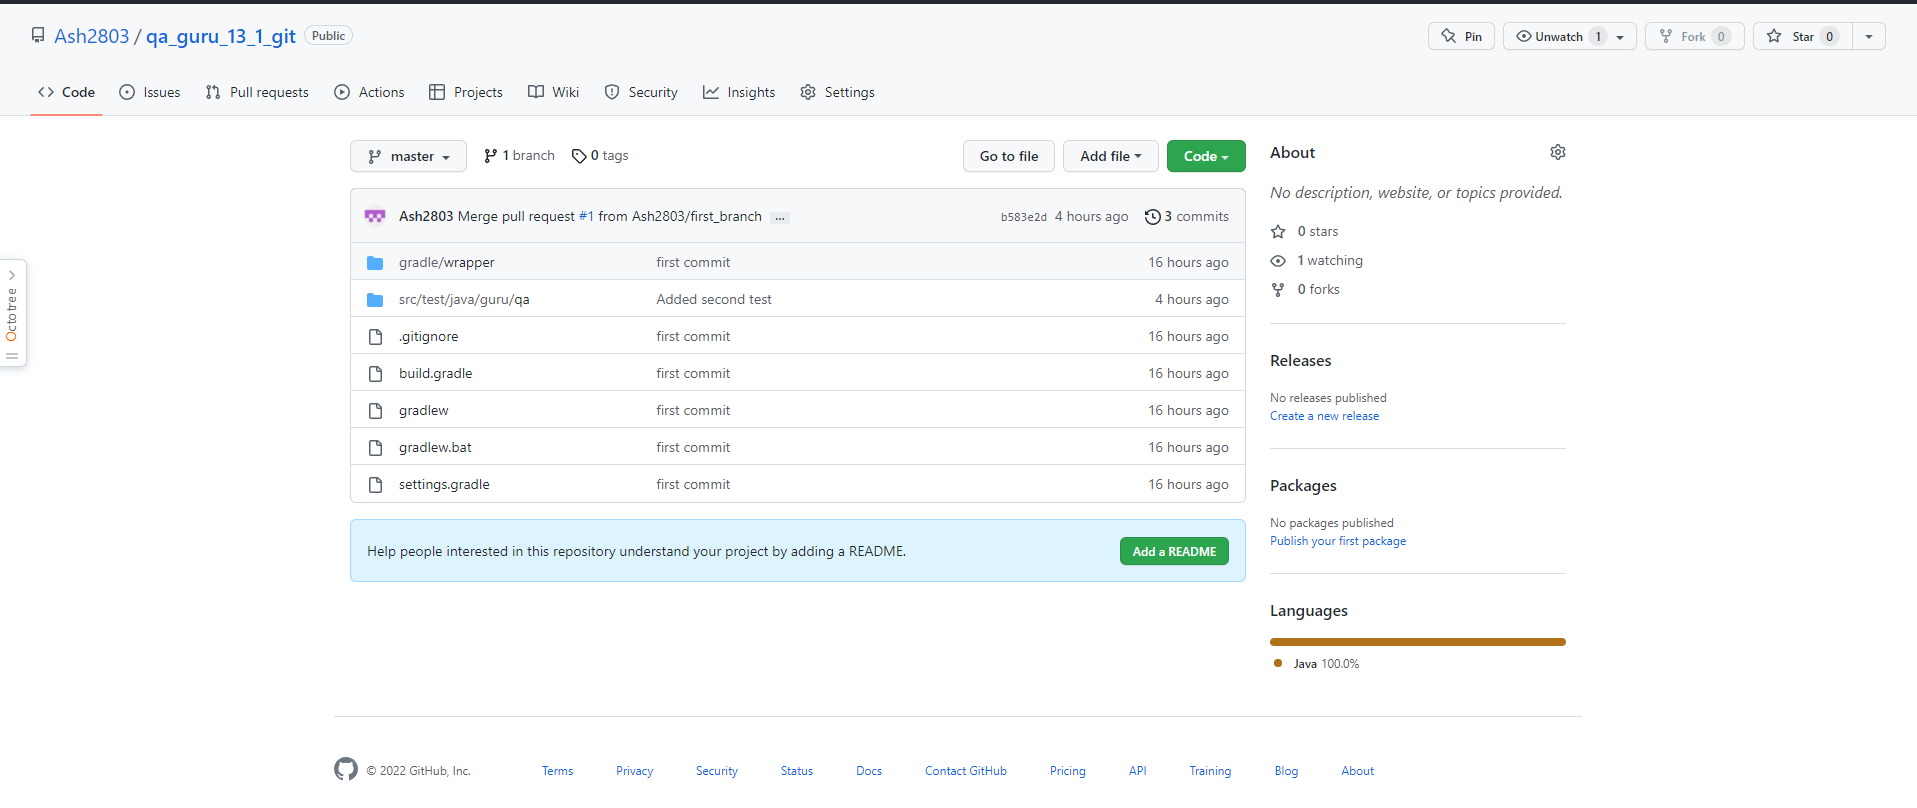 Ash2803 / qa_guru_13_1_git Public
Pin
Unwatch 1
Fork 0
Star 0
Code Issues Pull requests Actions Projects Wiki Security Insights Settings
master 1 branch 0 tags Go to file Add file Code
Ash2803 Merge pull request #1 from Ash2803/first_branch ... b583e2d 4 hours ago 3 commits
gradle/wrapper first commit 16 hours ago
src/test/java/guru/qa Added second test 4 hours ago
.gitignore first commit 16 hours ago
build.gradle first commit 16 hours ago
gradlew first commit 16 hours ago
gradlew.bat first commit 16 hours ago
settings.gradle first commit 16 hours ago
Help people interested in this repository understand your project by adding a README. Add a README
Octotree
About
No description, website, or topics provided.
0 stars
1 watching
0 forks
Releases
No releases published
Create a new release
Packages
No packages published
Publish your first package
Languages
Java 100.0%
© 2022 GitHub, Inc. Terms Privacy Security Status Docs Contact GitHub Pricing API Training Blog About